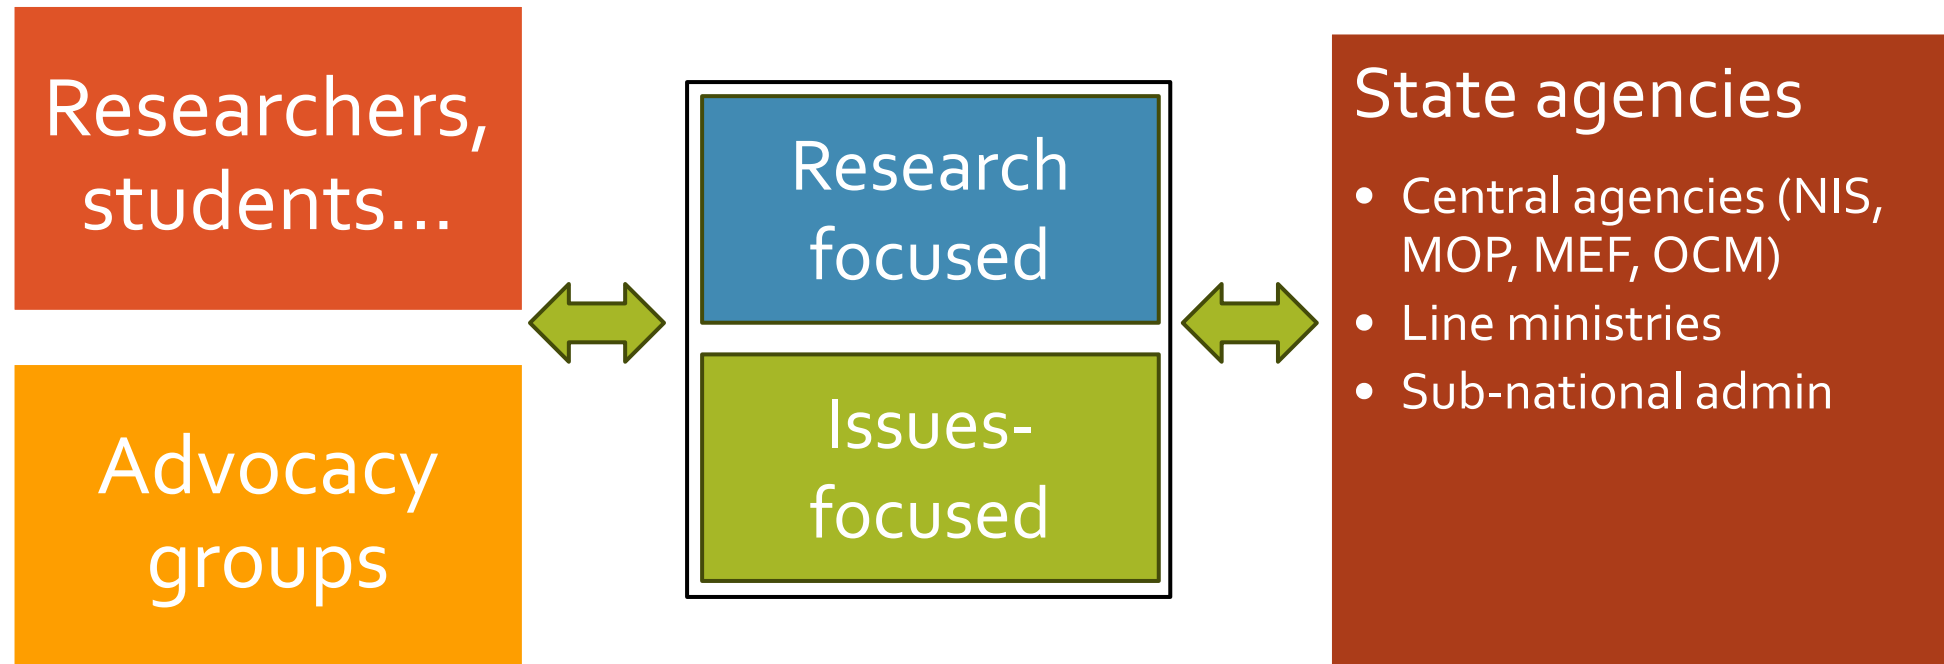 Researchers,
students...
Advocacy
groups
Research
focused
Issues-
focused
State agencies
• Central agencies (NIS,
MOP, MEF, OCM)
• Line ministries
• Sub-national admin